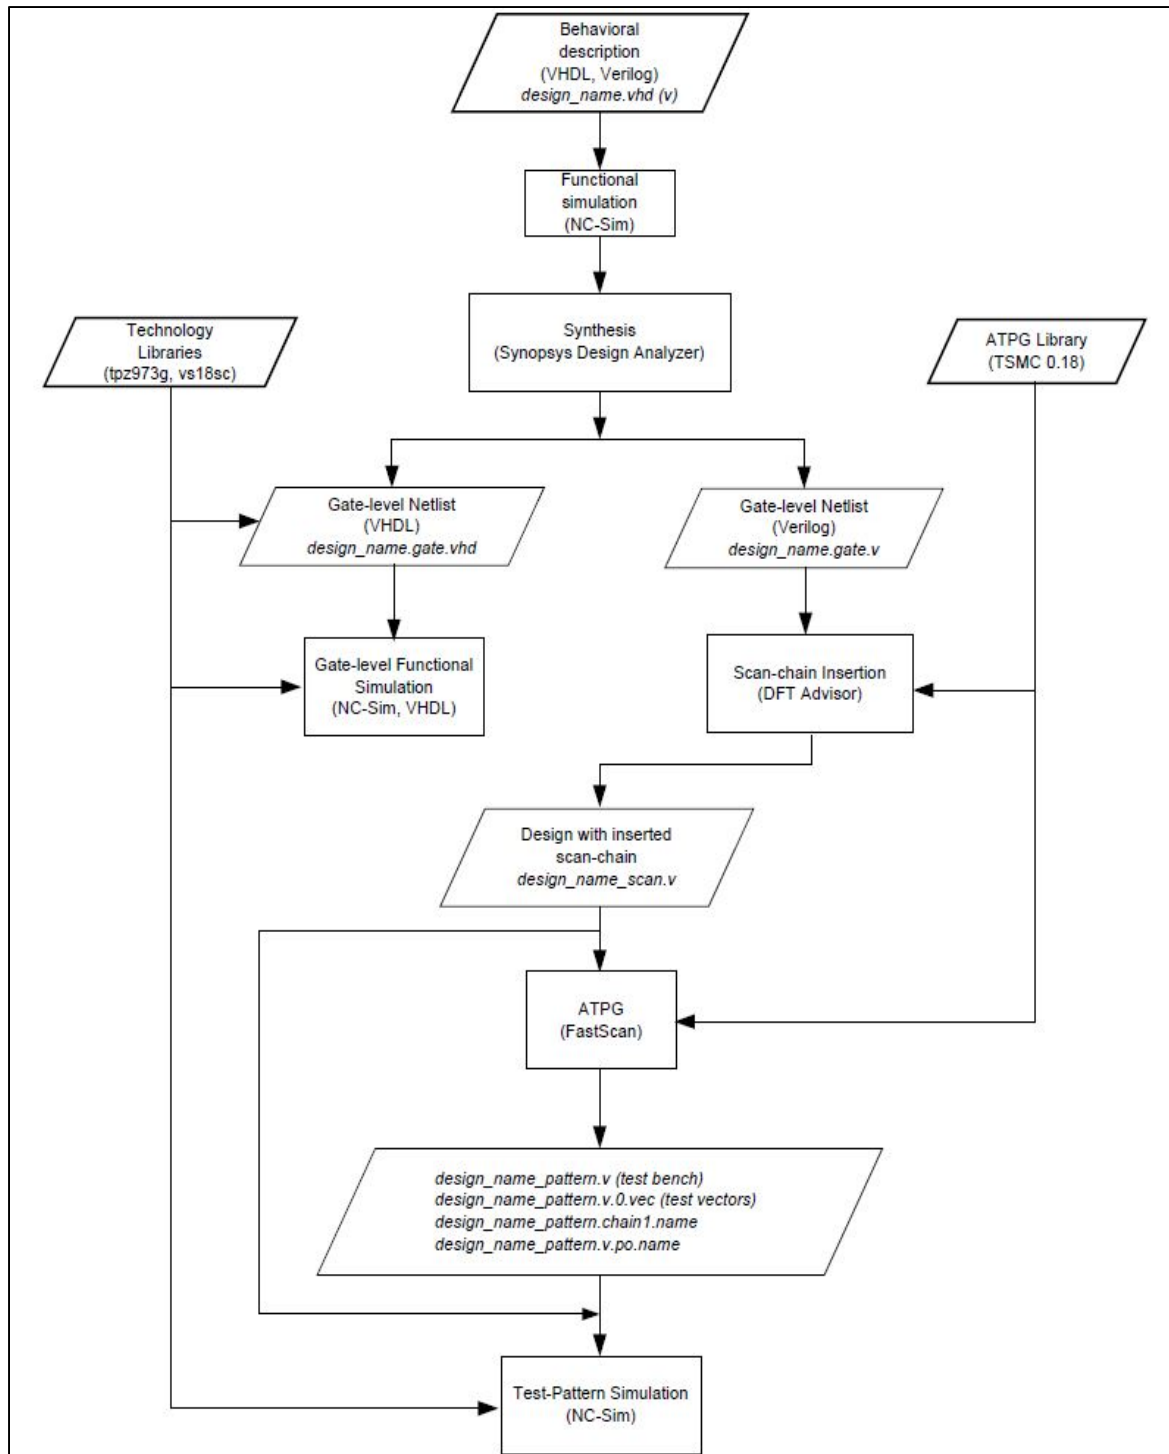 Behavioral
description
(VHDL, Verilog)
design_name.vhd (v)
Functional
simulation
(NC-Sim)
Synthesis
(Synopsys Design Analyzer)
Technology
Libraries
(tpz973g, vs18sc)
ATPG Library
(TSMC 0.18)
Gate-level Netlist
(VHDL)
design_name.gate.vhd
Gate-level Netlist
(Verilog)
design_name.gate.v
Gate-level Functional
Simulation
(NC-Sim, VHDL)
Scan-chain Insertion
(DFT Advisor)
Design with inserted
scan-chain
design_name_scan.v
ATPG
(FastScan)
design_name_pattern.v (test bench)
design_name_pattern.v.0.vec (test vectors)
design_name_pattern.chain1.name
design_name_pattern.v.po.name
Test-Pattern Simulation
(NC-Sim)